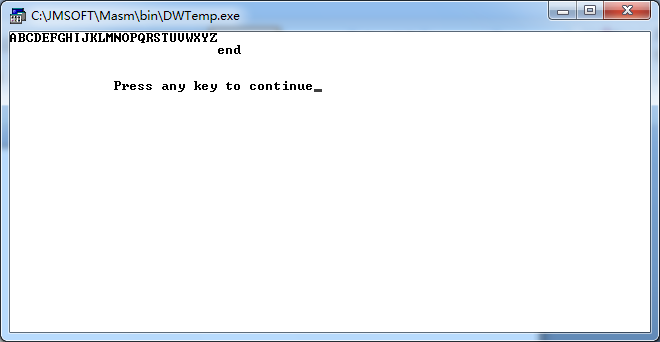 C:\JMSOFT\Masm\bin\DWTemp.exe
ABCDEFGHIJKLMNOPQRSTUVWXYZ
end
Press any key to continue_